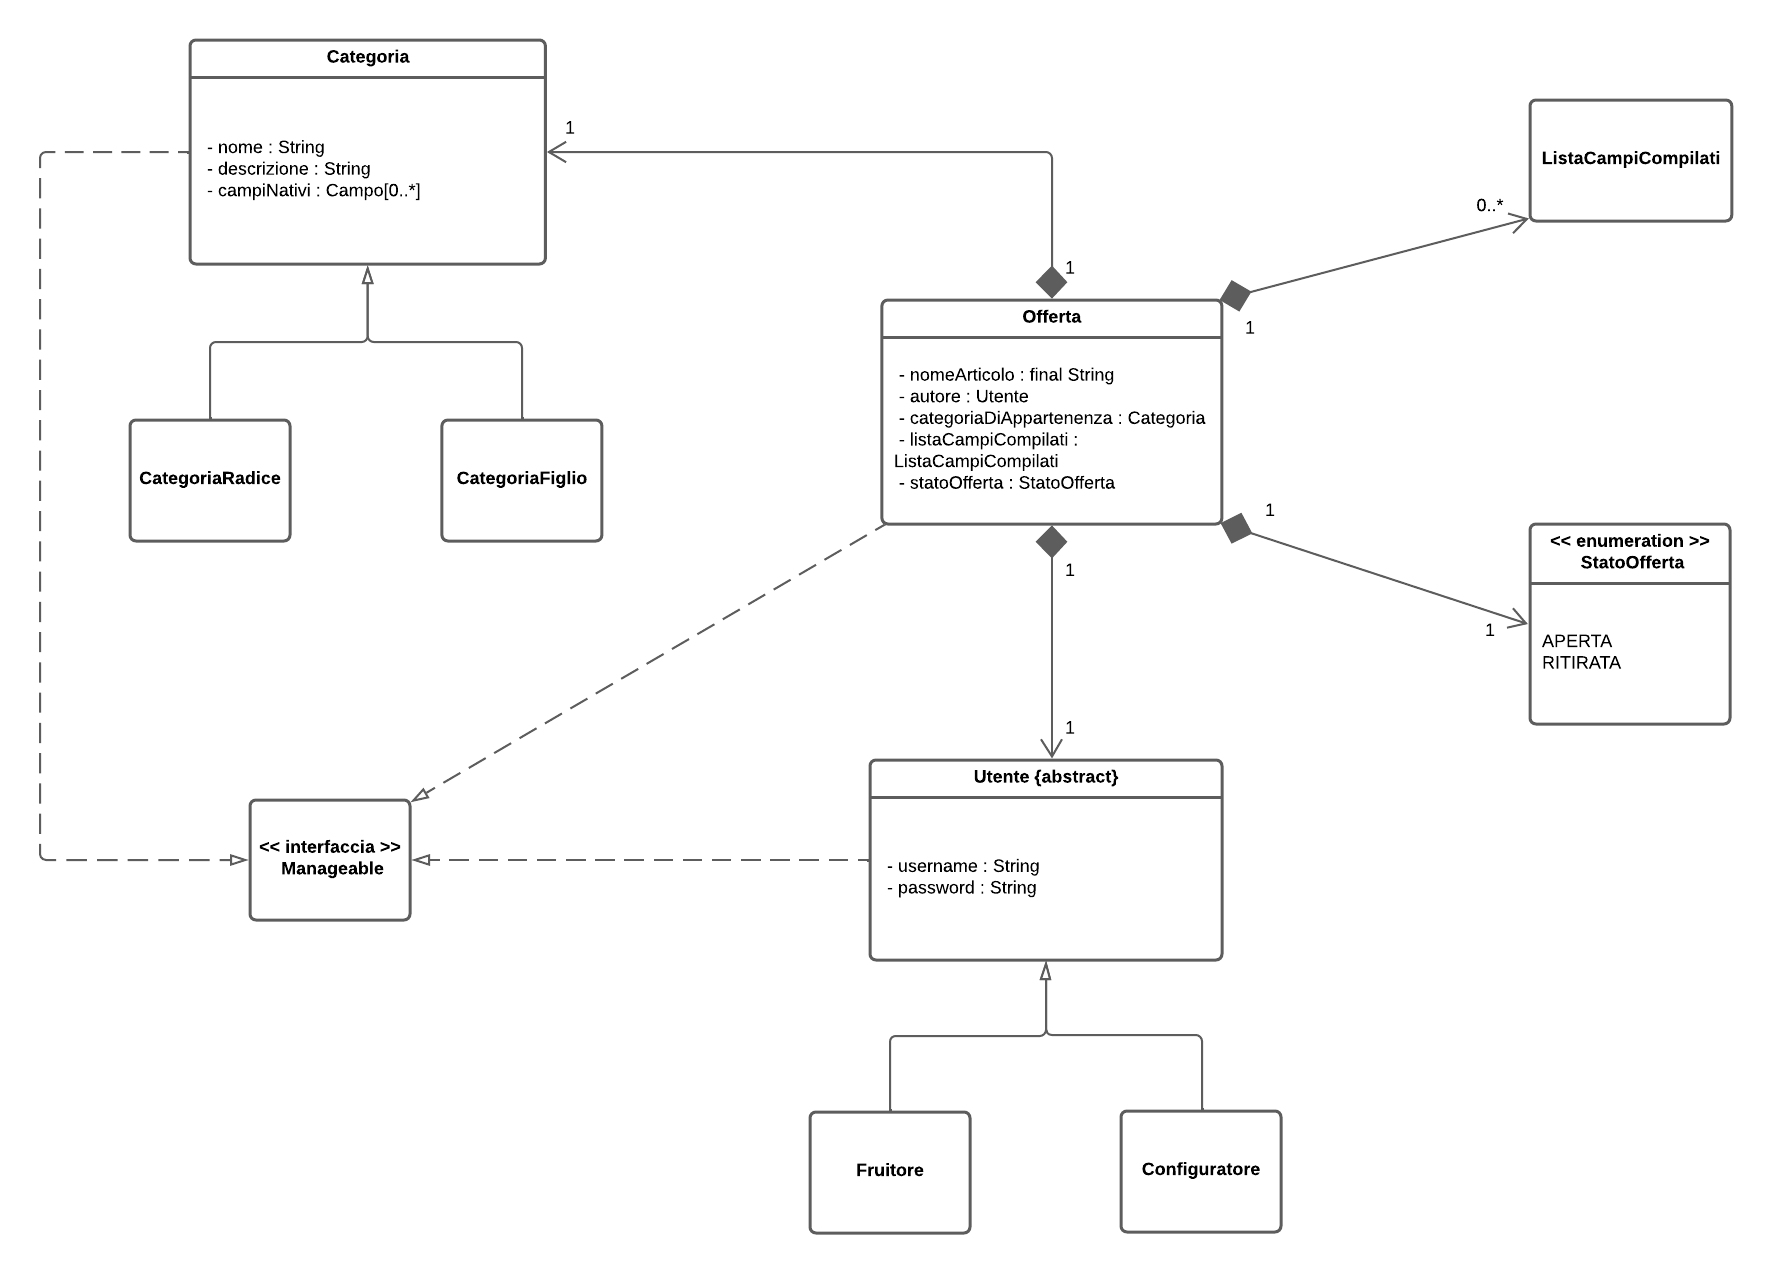 Categoria
- nome : String
- descrizione : String
- campiNativi : Campo[0..*]
1
ListaCampiCompilati
0..*
1
1
Offerta
- nomeArticolo : final String
- autore : Utente
- categoriaDiAppartenenza : Categoria
- listaCampiCompilati :
ListaCampiCompilati
- statoOfferta : StatoOfferta
CategoriaRadice
CategoriaFiglio
1
1
<< enumeration >>
StatoOfferta
APERTA
RITIRATA
1
1
Utente {abstract}
- username : String
- password : String
<< interfaccia >>
Manageable
Fruitore
Configuratore